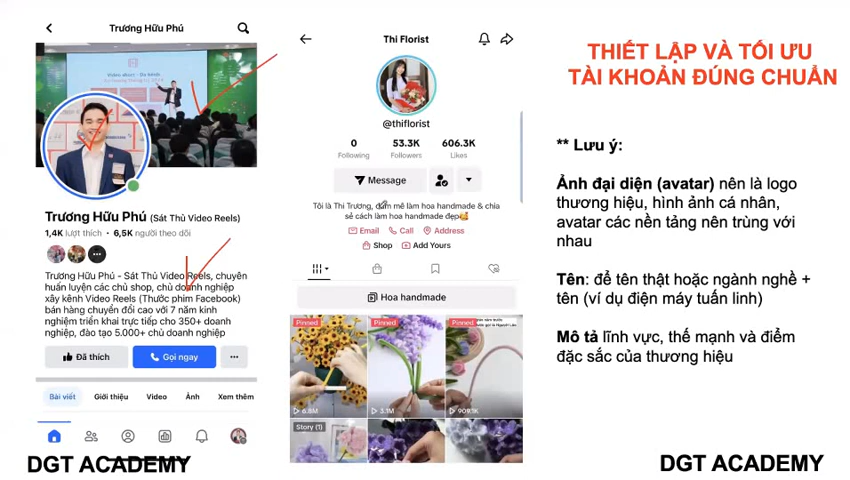 Trương Hữu Phú
Trương Hữu Phú (Sát Thủ Video Reels)
1,4K lượt thích • 6,5K người theo dõi
Trương Hữu Phú - Sát Thủ Video Reels, chuyên
huấn luyện các chủ shop, chủ doanh nghiệp
xây kênh Video Reels (Thước phim Facebook)
bán hàng chuyển đổi cao với 7 năm kinh
nghiệm triển khai trực tiếp cho 350+ doanh
nghiệp, đào tạo 5.000+ chủ doanh nghiệp
Đã thích
Gọi ngay
Bài viết Giới thiệu Video Ảnh Xem thêm
DGT ACADEMY
Thi Florist
@thiflorist
0 53.3K 606.3K
Following Followers Likes
Message
Tôi là Thi Trương, đam mê làm hoa handmade & chia
sẻ cách làm hoa handmade đẹp🥰
Email Call Address
Shop Add Yours
Hoa handmade
Pinned Pinned Pinned
6.8M 3.1M 909.1K
Story (1)
THIẾT LẬP VÀ TỐI ƯU
TÀI KHOẢN ĐÚNG CHUẨN
** Lưu ý:
Ảnh đại diện (avatar) nên là logo
thương hiệu, hình ảnh cá nhân,
avatar các nền tảng nên trùng với
nhau
Tên: để tên thật hoặc ngành nghề +
tên (ví dụ điện máy tuấn linh)
Mô tả lĩnh vực, thế mạnh và điểm
đặc sắc của thương hiệu
DGT ACADEMY